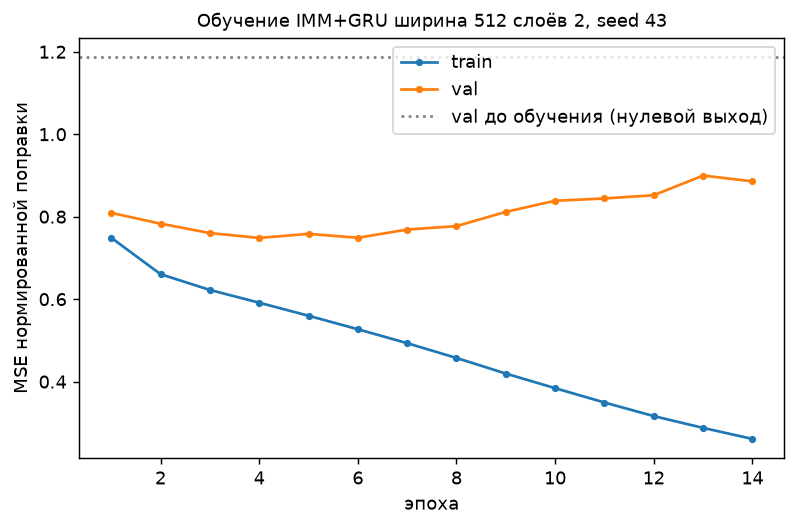 Обучение IMM+GRU ширина 512 слоёв 2, seed 43
train
val
val до обучения (нулевой выход)
MSE нормированной поправки
1.2
1.0
0.8
0.6
0.4
2 4 6 8 10 12 14
эпоха